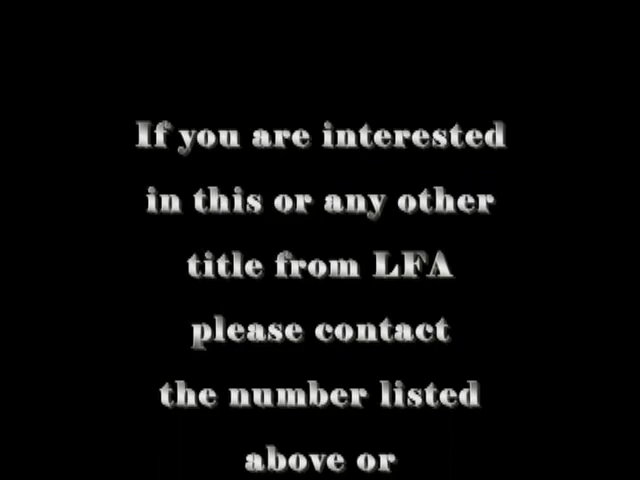 If you are interested
in this or any other
title from LFA
please contact
the number listed
above or